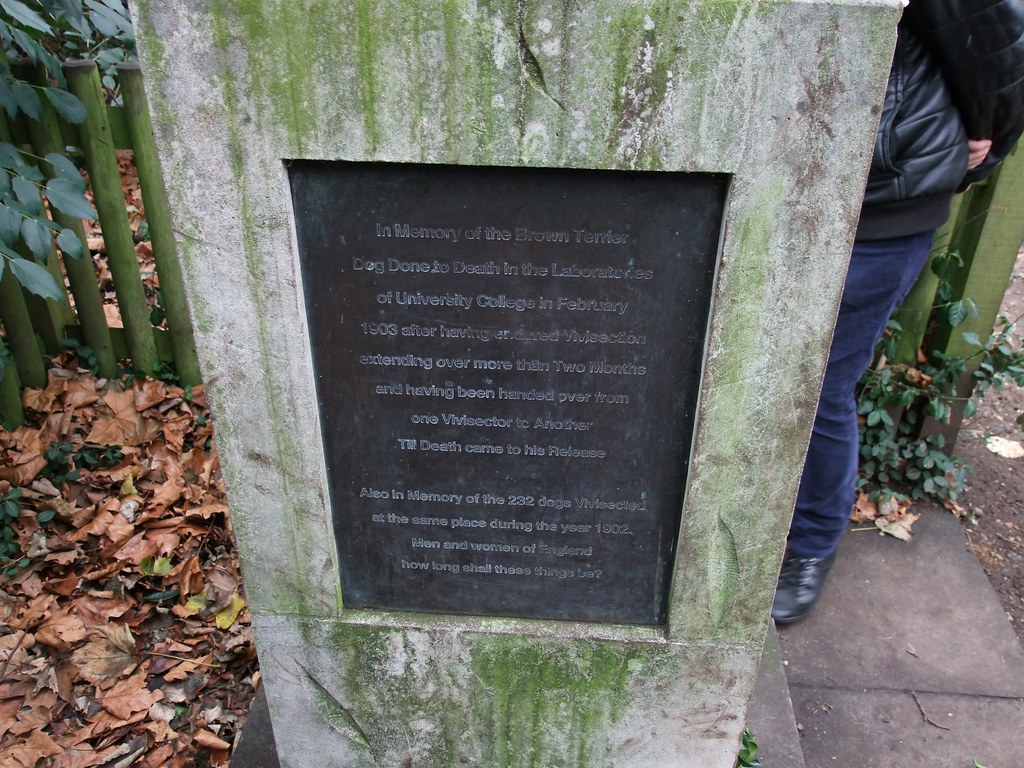 In Memory of the Brown Terrier
Dog Done to Death in the Laboratories
of University College in February
1903 after having endured Vivisection
extending over more than Two Months
and having been handed over from
one Vivisector to Another
Till Death came to his Release
Also in Memory of the 232 dogs Vivisected
at the same place during the year 1902.
Men and women of England
how long shall these things be?